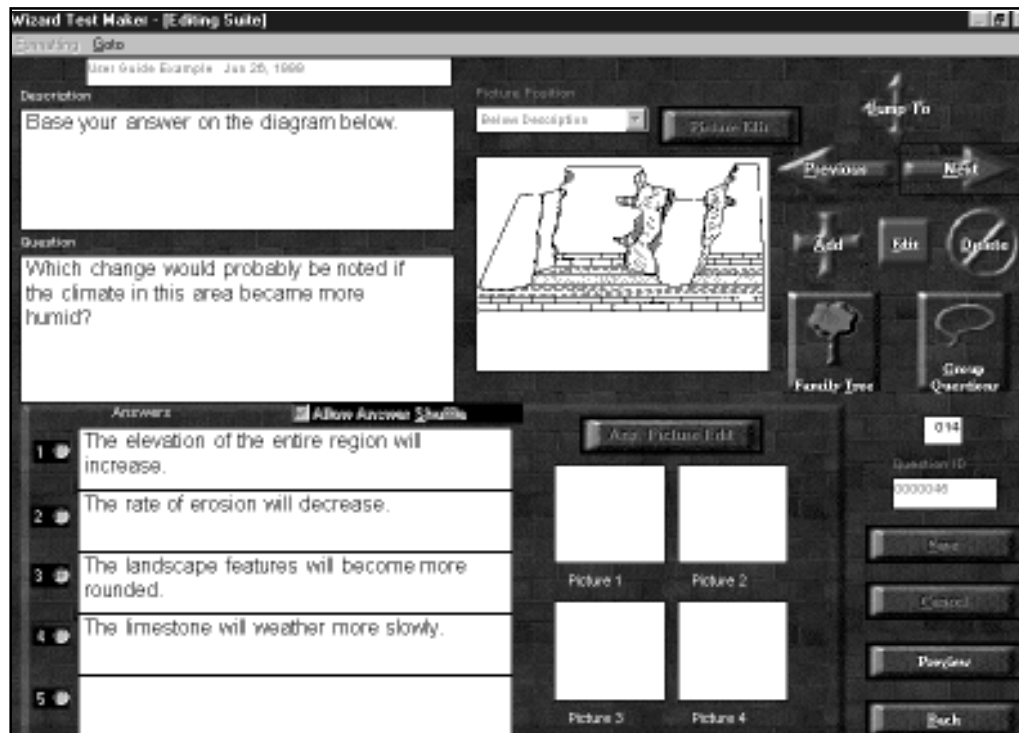 Wizard Test Maker - [Editing Suite]
Formatting Goto
User Guide Example Jun 26, 1998
Description
Base your answer on the diagram below.
Picture Position
Below Description
Picture Edit
Jump To
Previous
Next
Question
Which change would probably be noted if
the climate in this area became more
humid?
Add
Edit
Delete
Family Tree
Group
Questions
Answers
Allow Answer Shuffle
1
The elevation of the entire region will
increase.
2
The rate of erosion will decrease.
3
The landscape features will become more
rounded.
4
The limestone will weather more slowly.
5
Ans. Picture Edit
Picture 1
Picture 2
Picture 3
Picture 4
014
Question ID
0000046
Save
Cancel
Preview
Back